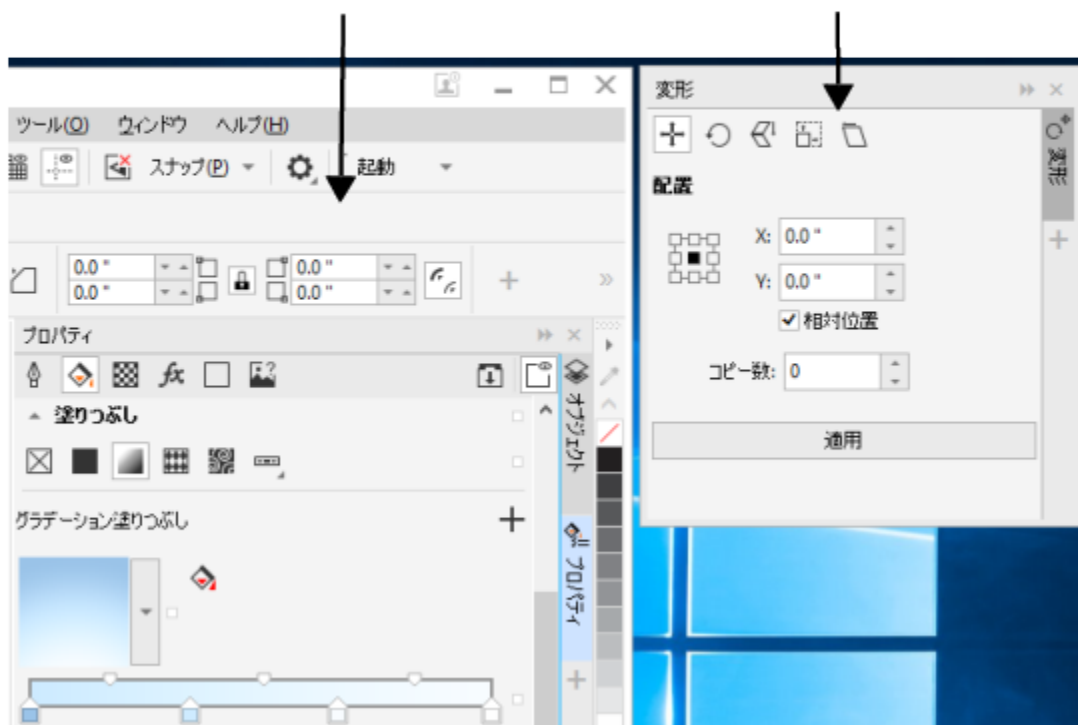 ツール(O) ウィンドウ ヘルプ(H)
スナップ(P) 起動
0.0 " 0.0 "
0.0 " 0.0 "
プロパティ
fx
塗りつぶし
グラデーション塗りつぶし
オブジェクト
プロパティ
変形
変形
配置
X: 0.0 "
Y: 0.0 "
相対位置
コピー数: 0
適用